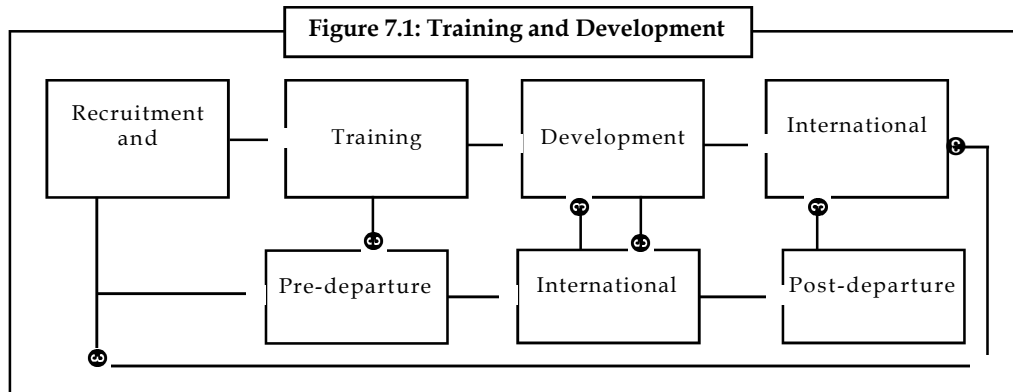 Figure 7.1: Training and Development
Recruitment
and
Training
Development
International
Pre-departure
International
Post-departure